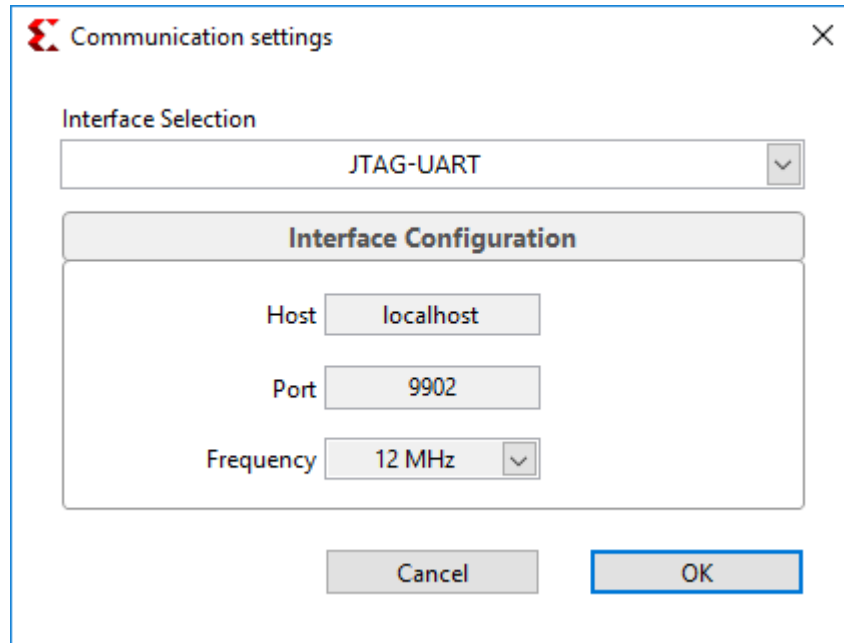 Communication settings
Interface Selection
JTAG-UART
Interface Configuration
Host localhost
Port 9902
Frequency 12 MHz
Cancel OK